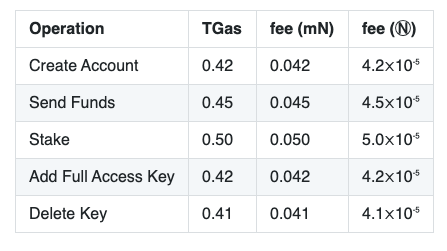 Operation TGas fee (mN) fee (Ⓝ)
Create Account 0.42 0.042 4.2×10⁻⁵
Send Funds 0.45 0.045 4.5×10⁻⁵
Stake 0.50 0.050 5.0×10⁻⁵
Add Full Access Key 0.42 0.042 4.2×10⁻⁵
Delete Key 0.41 0.041 4.1×10⁻⁵